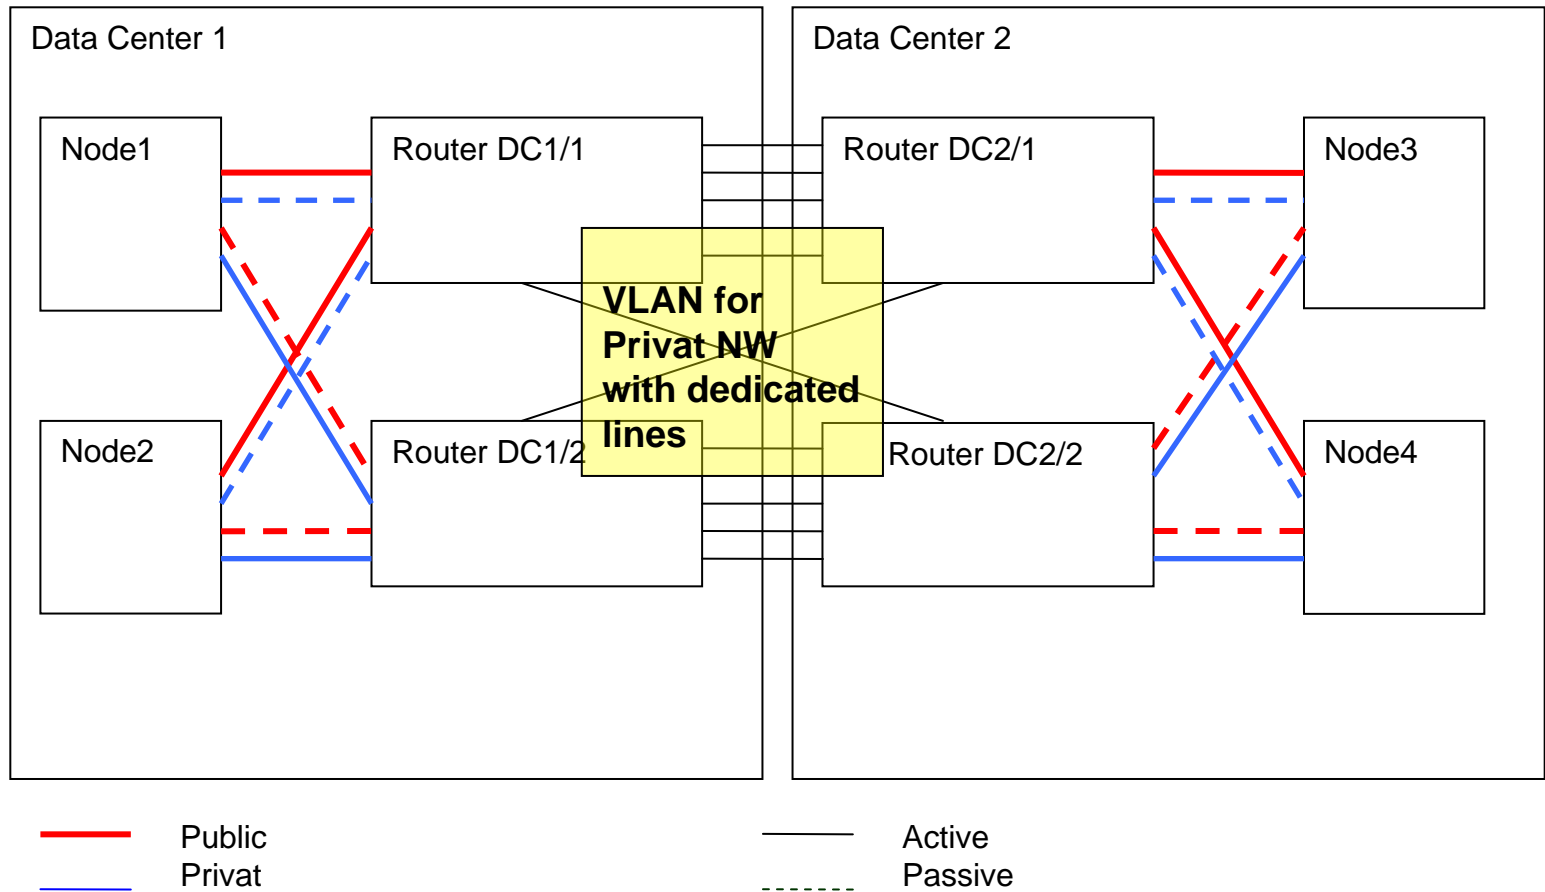 Data Center 1
Data Center 2
Node1
Router DC1/1
Router DC2/1
Node3
VLAN for
Privat NW
with dedicated
lines
Node2
Router DC1/2
Router DC2/2
Node4
Public
Active
Privat
Passive